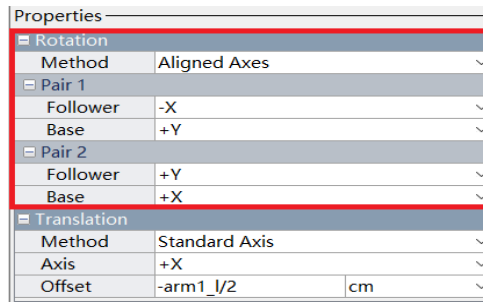 Properties
Rotation
Method Aligned Axes
Pair 1
Follower -X
Base +Y
Pair 2
Follower +Y
Base +X
Translation
Method Standard Axis
Axis +X
Offset -arm1_l/2 cm